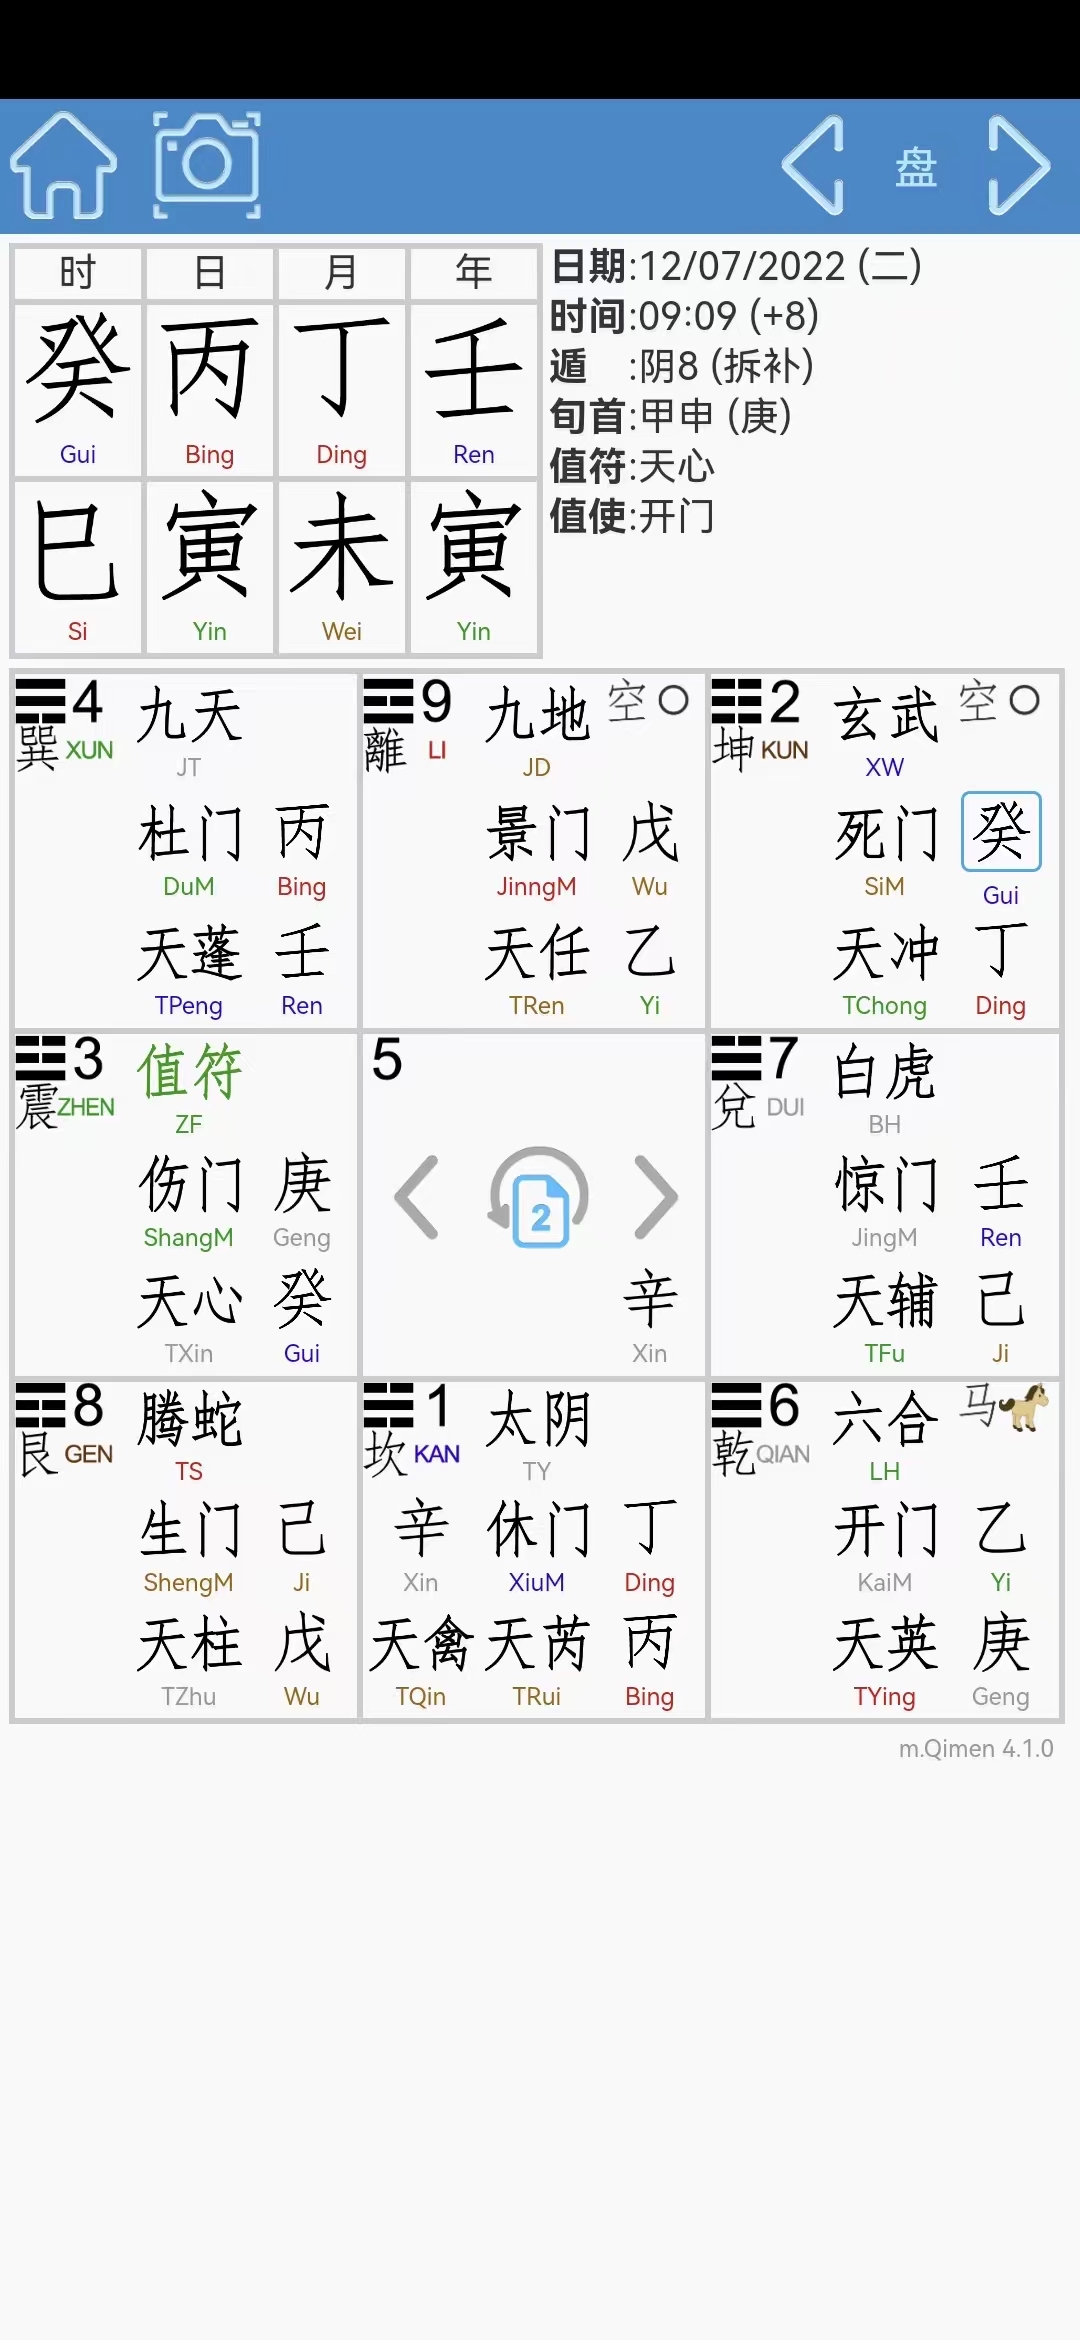 盘
时 日 月 年
癸 丙 丁 壬
Gui Bing Ding Ren
巳 寅 未 寅
Si Yin Wei Yin
日期:12/07/2022 (二)
时间:09:09 (+8)
遁 :阴8 (拆补)
旬首:甲申 (庚)
值符:天心
值使:开门
4 九天
巽 XUN JT
杜门 丙
DuM Bing
天蓬 壬
TPeng Ren
9 九地 空
離 LI JD
景门 戊
JinngM Wu
天任 乙
TRen Yi
2 玄武 空
坤 KUN XW
死门 癸
SiM Gui
天冲 丁
TChong Ding
3 值符
震 ZHEN ZF
伤门 庚
ShangM Geng
天心 癸
TXin Gui
5
2
辛
Xin
7 白虎
兌 DUI BH
惊门 壬
JingM Ren
天辅 己
TFu Ji
8 腾蛇
艮 GEN TS
生门 己
ShengM Ji
天柱 戊
TZhu Wu
1 太阴
坎 KAN TY
辛 休门 丁
Xin XiuM Ding
天禽 天芮 丙
TQin TRui Bing
6 六合 马
乾 QIAN LH
开门 乙
KaiM Yi
天英 庚
TYing Geng
m.Qimen 4.1.0